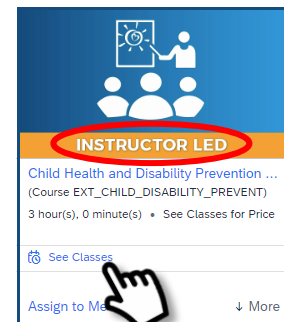 INSTRUCTOR LED
Child Health and Disability Prevention ...
(Course EXT_CHILD_DISABILITY_PREVENT)
3 hour(s), 0 minute(s) • See Classes for Price
See Classes
Assign to Me ↓ More